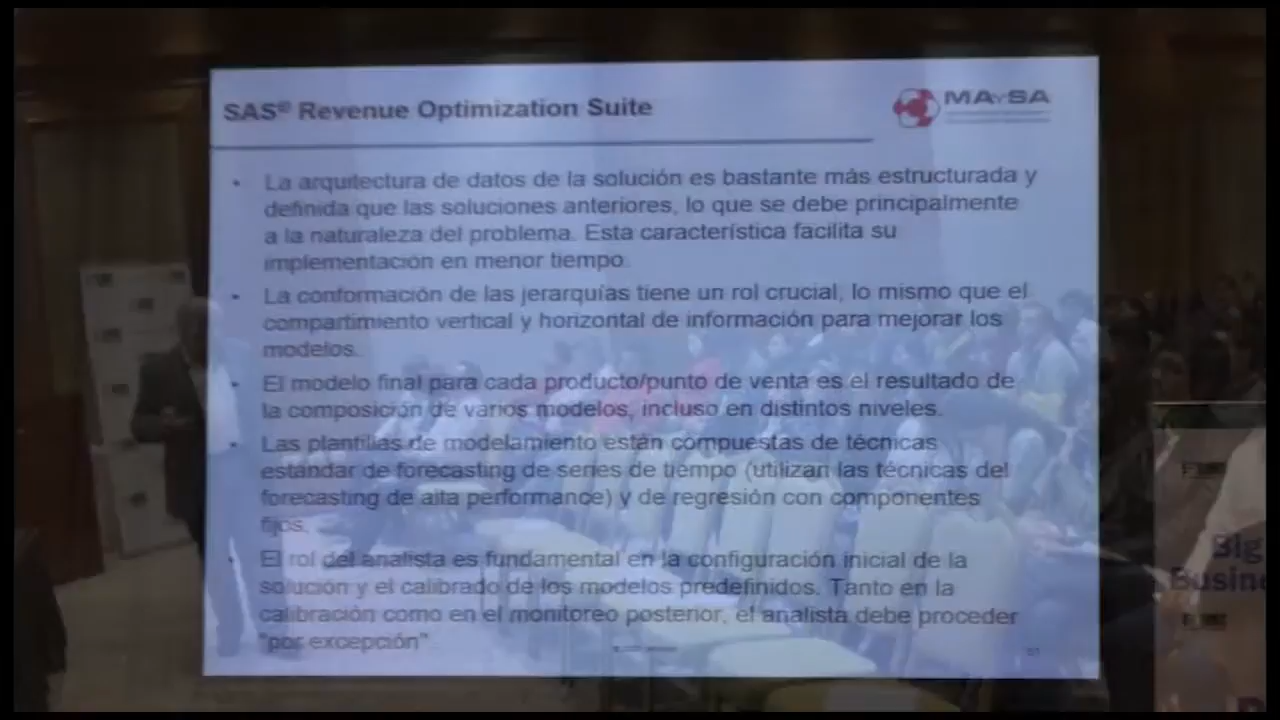 SAS® Revenue Optimization Suite
MAYSA
• La arquitectura de datos de la solución es bastante más estructurada y
definida que las soluciones anteriores, lo que se debe principalmente
a la naturaleza del problema. Esta característica facilita su
implementación en menor tiempo.
• La conformación de las jerarquías tiene un rol crucial, lo mismo que el
compartimiento vertical y horizontal de información para mejorar los
modelos.
• El modelo final para cada producto/punto de venta es el resultado de
la composición de varios modelos, incluso en distintos niveles.
• Las plantillas de modelamiento están compuestas de técnicas
estándar de forecasting de series de tiempo (utilizan las técnicas del
forecasting de alta performance) y de regresión con componentes
fijos.
• El rol del analista es fundamental en la configuración inicial de la
solución y el calibrado de los modelos predefinidos. Tanto en la
calibración como en el monitoreo posterior, el analista debe proceder
"por excepción".
51
Big
Busine